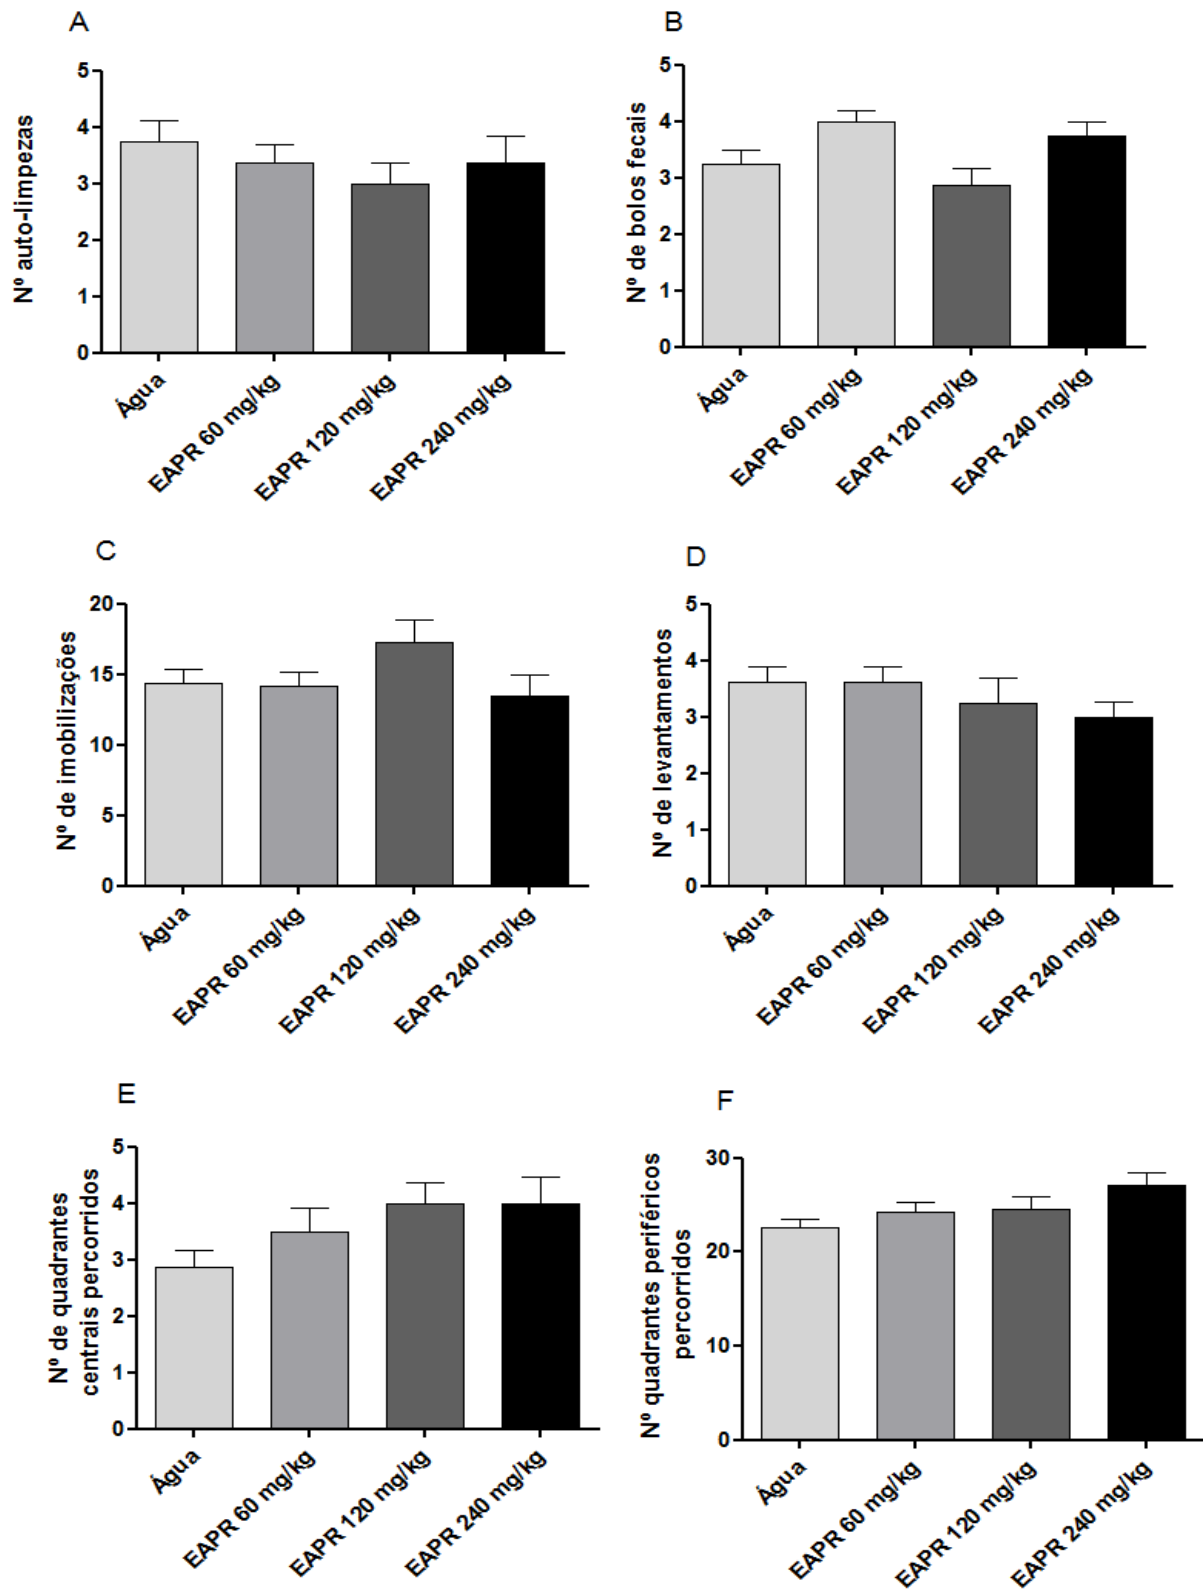 A
Nº auto-limpezas
5
4
3
2
1
0
Água
EAPR 60 mg/kg
EAPR 120 mg/kg
EAPR 240 mg/kg
B
Nº de bolos fecais
5
4
3
2
1
0
Água
EAPR 60 mg/kg
EAPR 120 mg/kg
EAPR 240 mg/kg
C
Nº de imobilizações
20
15
10
5
0
Água
EAPR 60 mg/kg
EAPR 120 mg/kg
EAPR 240 mg/kg
D
Nº de levantamentos
5
4
3
2
1
0
Água
EAPR 60 mg/kg
EAPR 120 mg/kg
EAPR 240 mg/kg
E
Nº de quadrantes
centrais percorridos
5
4
3
2
1
0
Água
EAPR 60 mg/kg
EAPR 120 mg/kg
EAPR 240 mg/kg
F
Nº quadrantes periféricos
percorridos
30
20
10
0
Água
EAPR 60 mg/kg
EAPR 120 mg/kg
EAPR 240 mg/kg